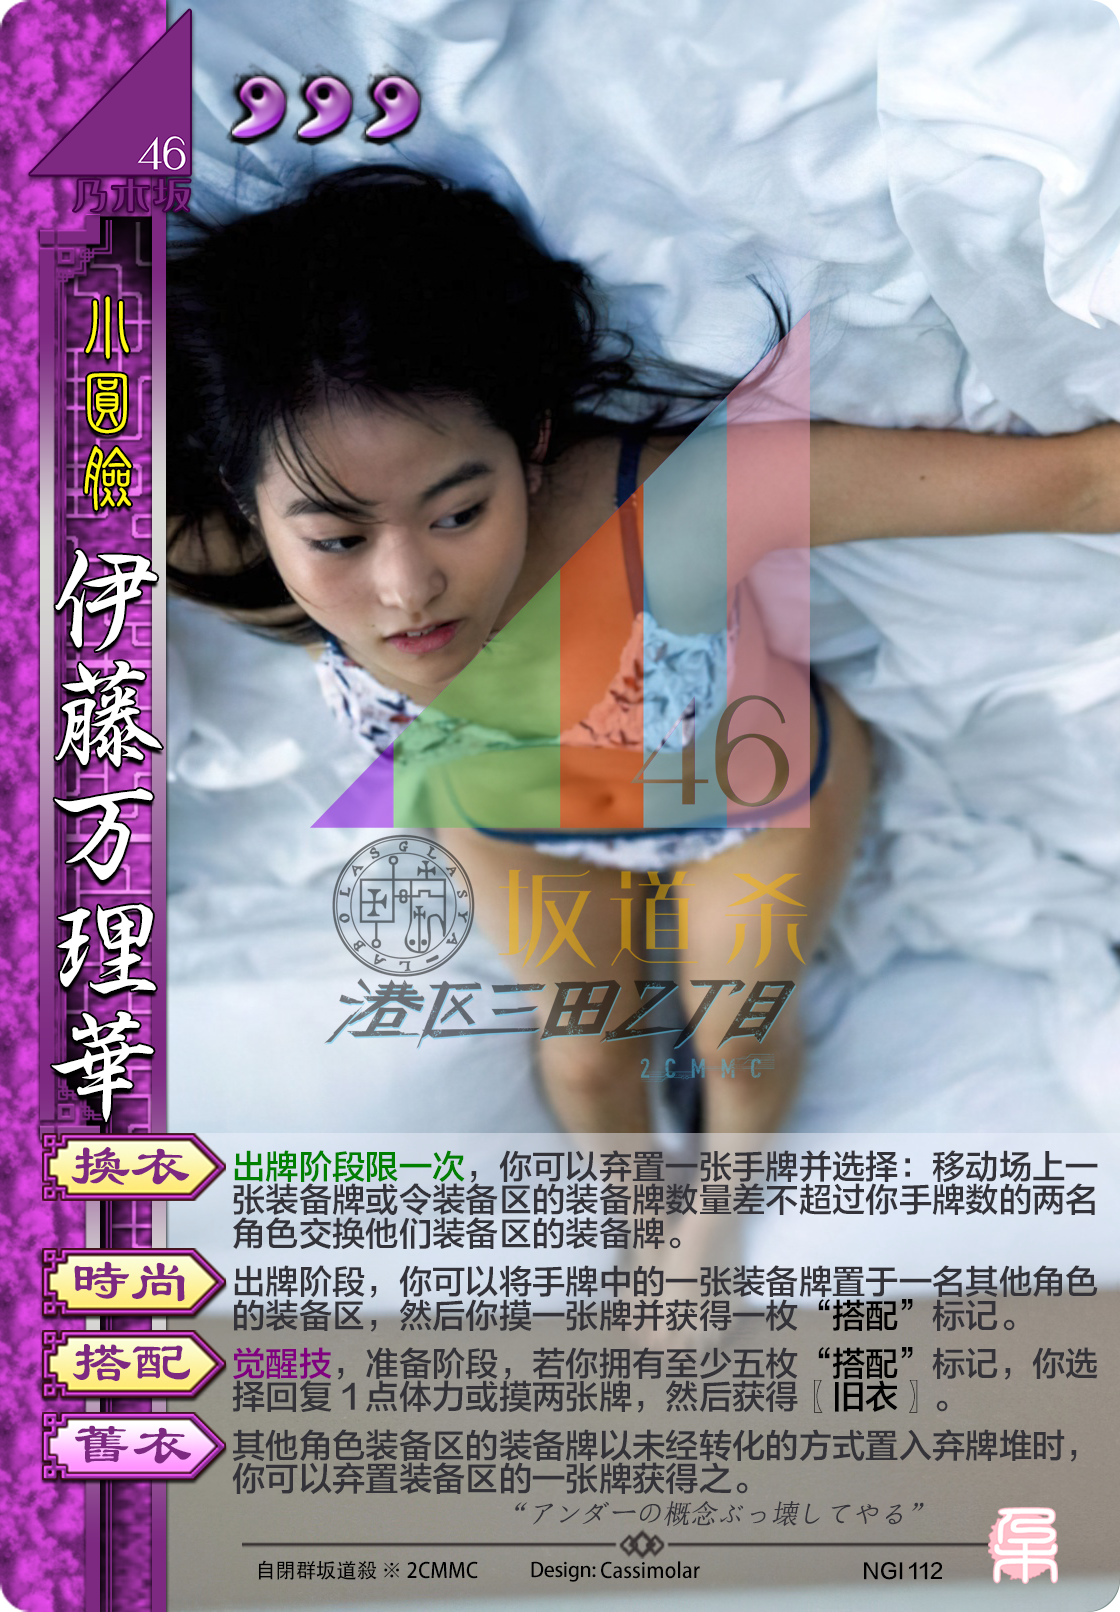 46
乃木坂
小圓臉
伊藤万理華
46
GLASYALABOLAS
坂道杀
港区三田乙丁目
2CMMC
換衣
出牌阶段限一次，你可以弃置一张手牌并选择：移动场上一
张装备牌或令装备区的装备牌数量差不超过你手牌数的两名
角色交换他们装备区的装备牌。
時尚
出牌阶段，你可以将手牌中的一张装备牌置于一名其他角色
的装备区，然后你摸一张牌并获得一枚“搭配”标记。
搭配
觉醒技，准备阶段，若你拥有至少五枚“搭配”标记，你选
择回复1点体力或摸两张牌，然后获得〖旧衣〗。
舊衣
其他角色装备区的装备牌以未经转化的方式置入弃牌堆时，
你可以弃置装备区的一张牌获得之。
“アンダーの概念ぶっ壊してやる”
自閉群坂道殺 ※ 2CMMC
Design: Cassimolar
NGI 112